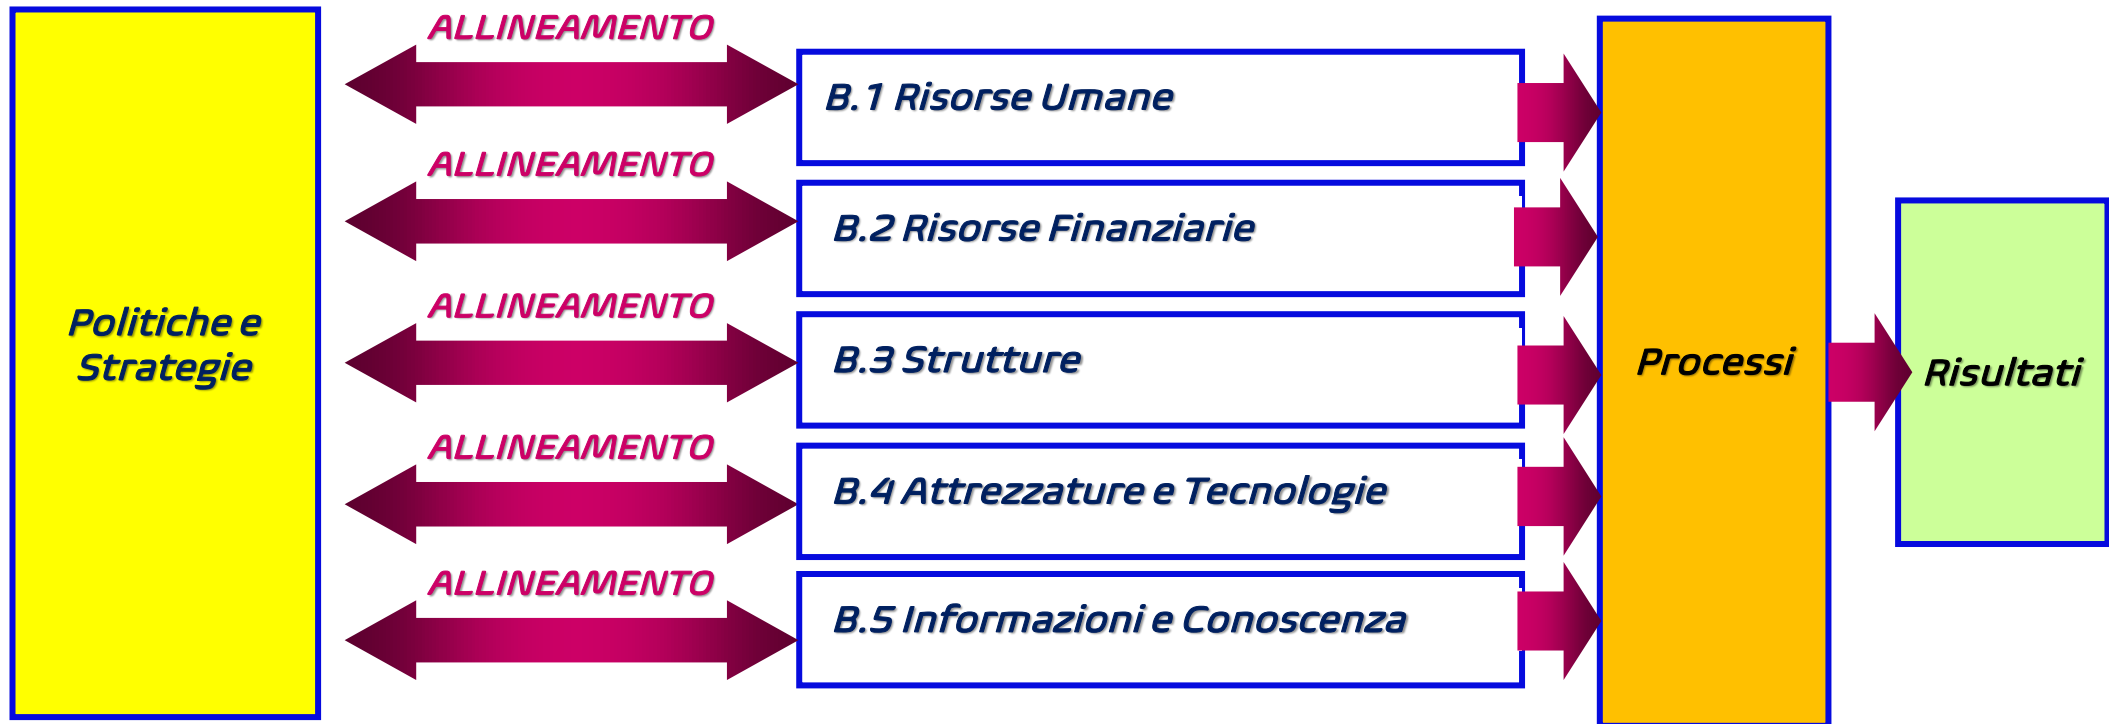 ALLINEAMENTO
B.1 Risorse Umane
ALLINEAMENTO
B.2 Risorse Finanziarie
ALLINEAMENTO
Politiche e
Strategie
B.3 Strutture
Processi
Risultati
ALLINEAMENTO
B.4 Attrezzature e Tecnologie
ALLINEAMENTO
B.5 Informazioni e Conoscenza